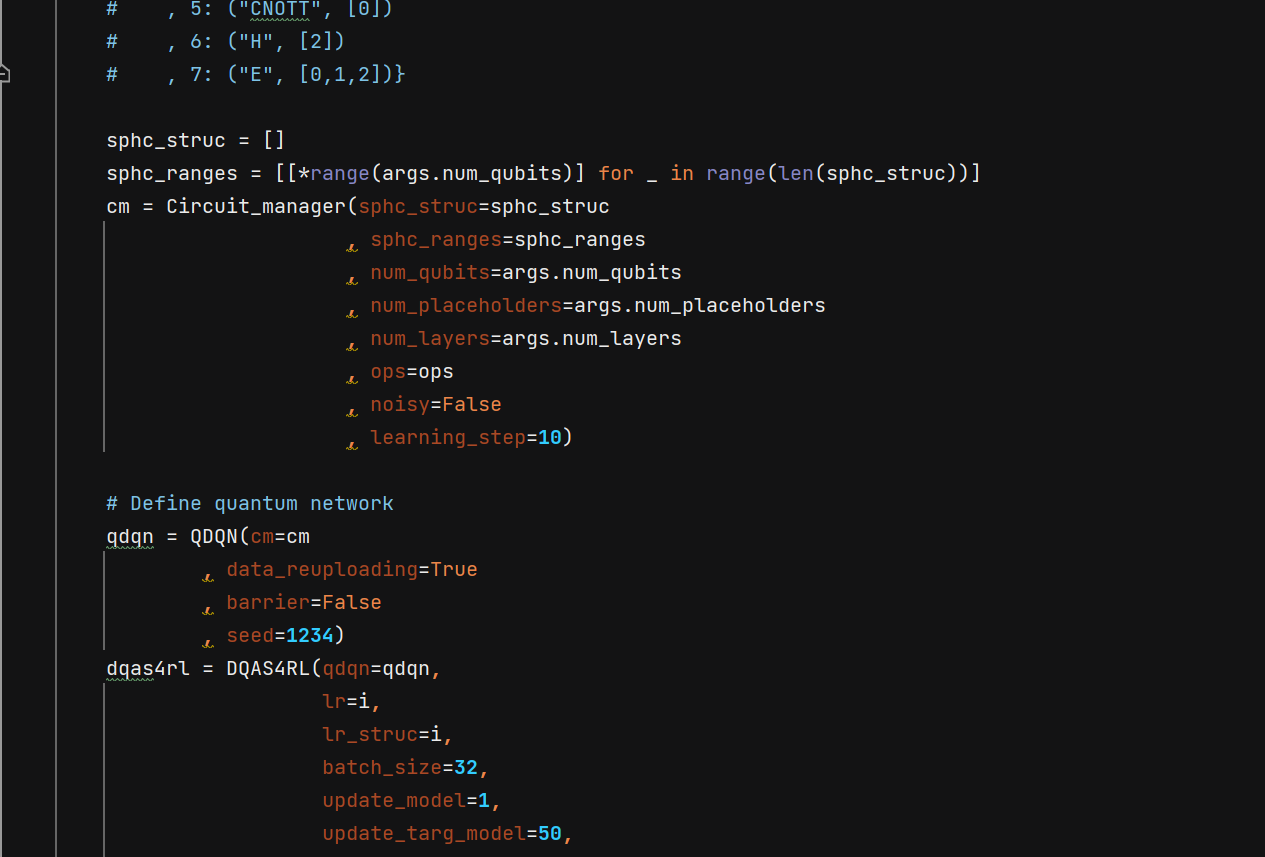 #    , 5: ("CNOTT", [0])
#    , 6: ("H", [2])
#    , 7: ("E", [0,1,2])}
sphc_struc = []
sphc_ranges = [[*range(args.num_qubits)] for _ in range(len(sphc_struc))]
cm = Circuit_manager(sphc_struc=sphc_struc
                    , sphc_ranges=sphc_ranges
                    , num_qubits=args.num_qubits
                    , num_placeholders=args.num_placeholders
                    , num_layers=args.num_layers
                    , ops=ops
                    , noisy=False
                    , learning_step=10)
# Define quantum network
qdqn = QDQN(cm=cm
        , data_reuploading=True
        , barrier=False
        , seed=1234)
dqas4rl = DQAS4RL(qdqn=qdqn,
                  lr=i,
                  lr_struc=i,
                  batch_size=32,
                  update_model=1,
                  update_targ_model=50,